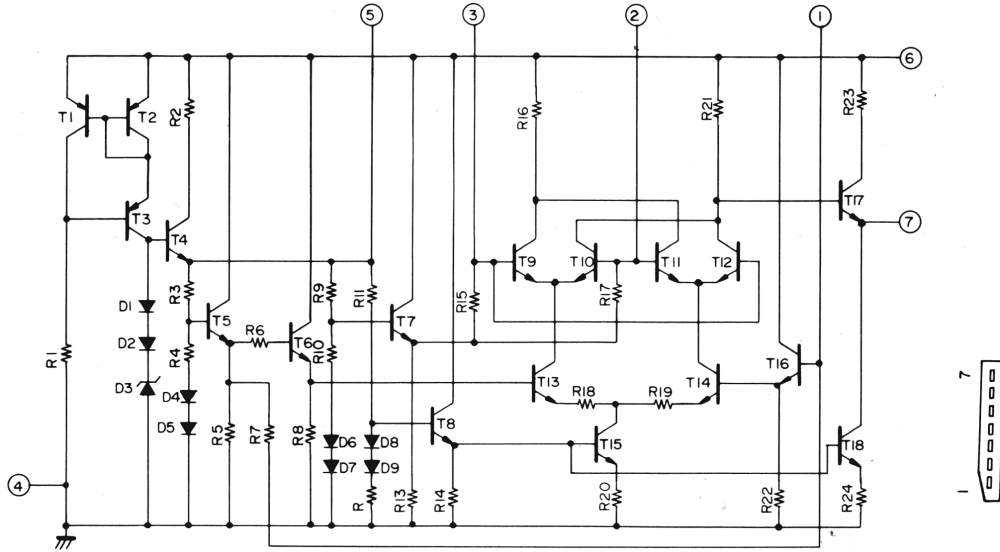 5 3 2 1
6
T1 T2 R2 R16 R21 R23
T3 T4 T17
7
T9 T10 T11 T12
D1 R3 R9 R11 R15 R17
T5 R6 T7
R1 D2 R4 T6 R10 T16
D3 T13 T14 7
D4 R18 R19
D5 R5 R7 R8 D6 D8 T8 T15 T18
D7 D9
4 R R13 R14 R20 R22 R24 1